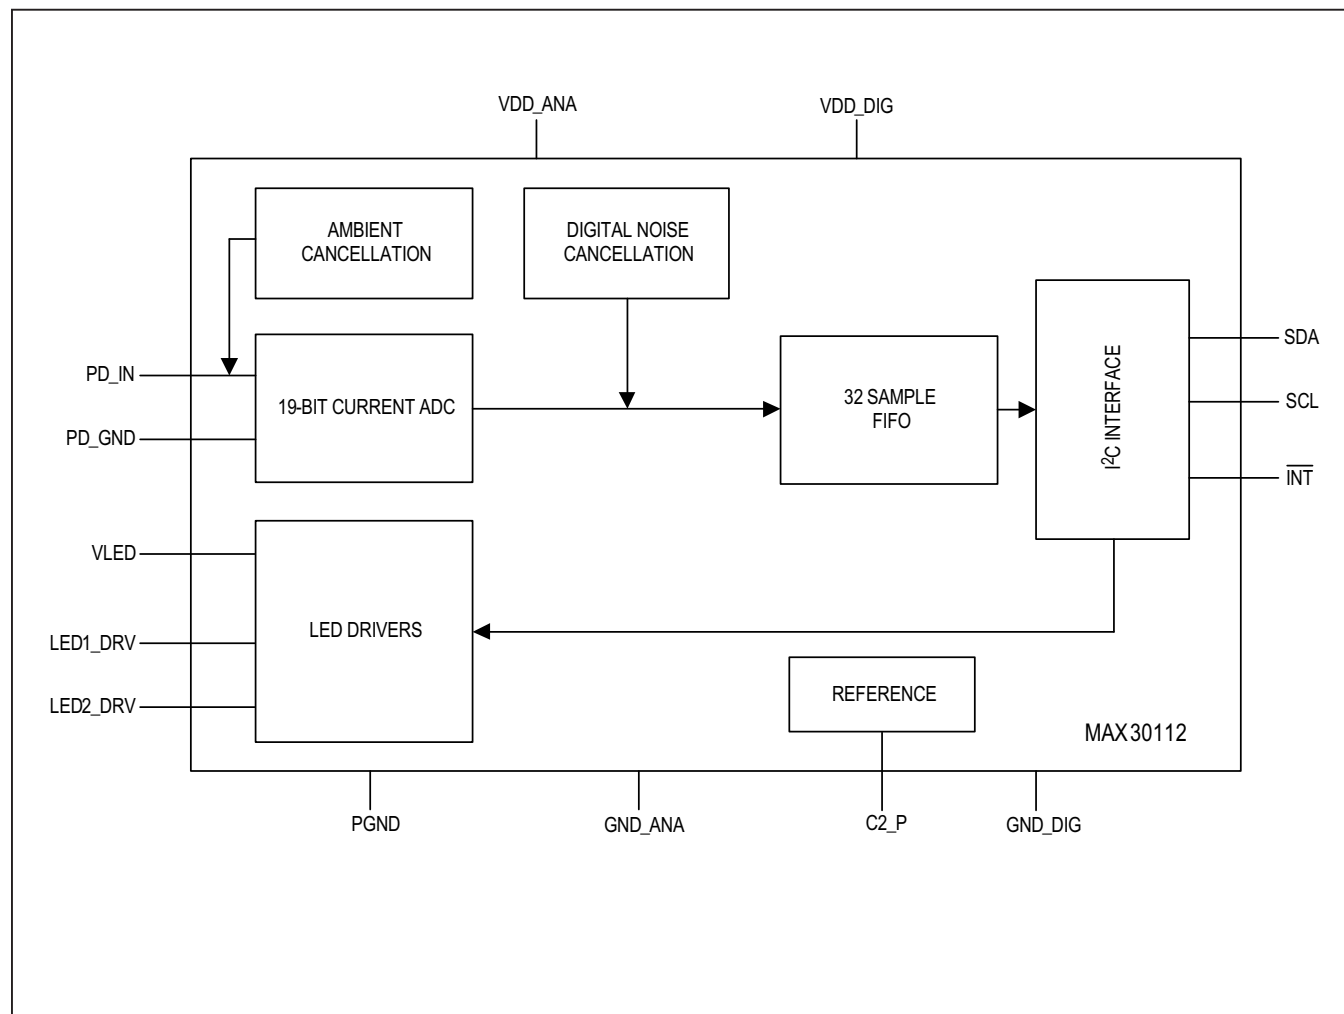 VDD_ANA
VDD_DIG
AMBIENT
CANCELLATION
DIGITAL NOISE
CANCELLATION
PD_IN
PD_GND
19-BIT CURRENT ADC
32 SAMPLE
FIFO
I²C INTERFACE
SDA
SCL
I̅N̅T̅
VLED
LED1_DRV
LED2_DRV
LED DRIVERS
REFERENCE
MAX30112
PGND
GND_ANA
C2_P
GND_DIG